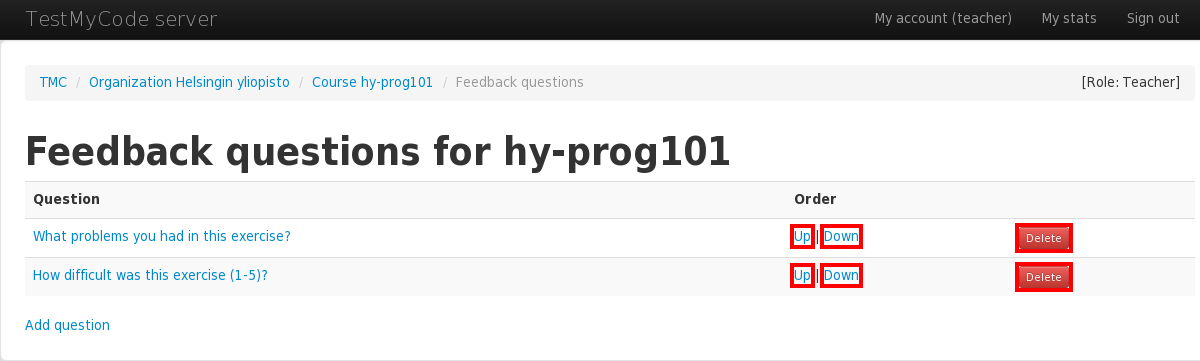 TestMyCode server My account (teacher) My stats Sign out
TMC / Organization Helsingin yliopisto / Course hy-prog101 / Feedback questions [Role: Teacher]
Feedback questions for hy-prog101
Question Order
What problems you had in this exercise? Up | Down Delete
How difficult was this exercise (1-5)? Up | Down Delete
Add question